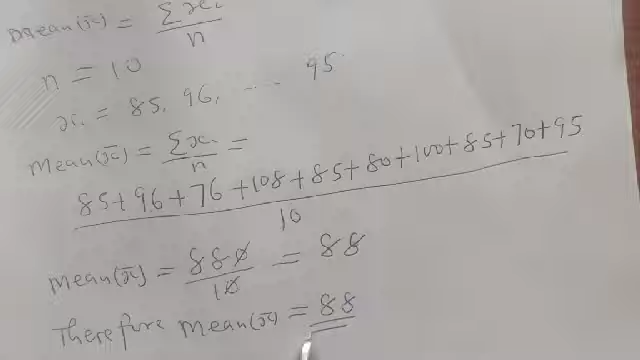 Mean(x̄) = Σxi / n
n = 10
xi = 85, 96, ... 95
Mean(x̄) = Σxi / n =
85+96+76+108+85+80+100+85+70+95 / 10
Mean(x̄) = 880 / 10 = 88
Therefore Mean(x̄) = 88